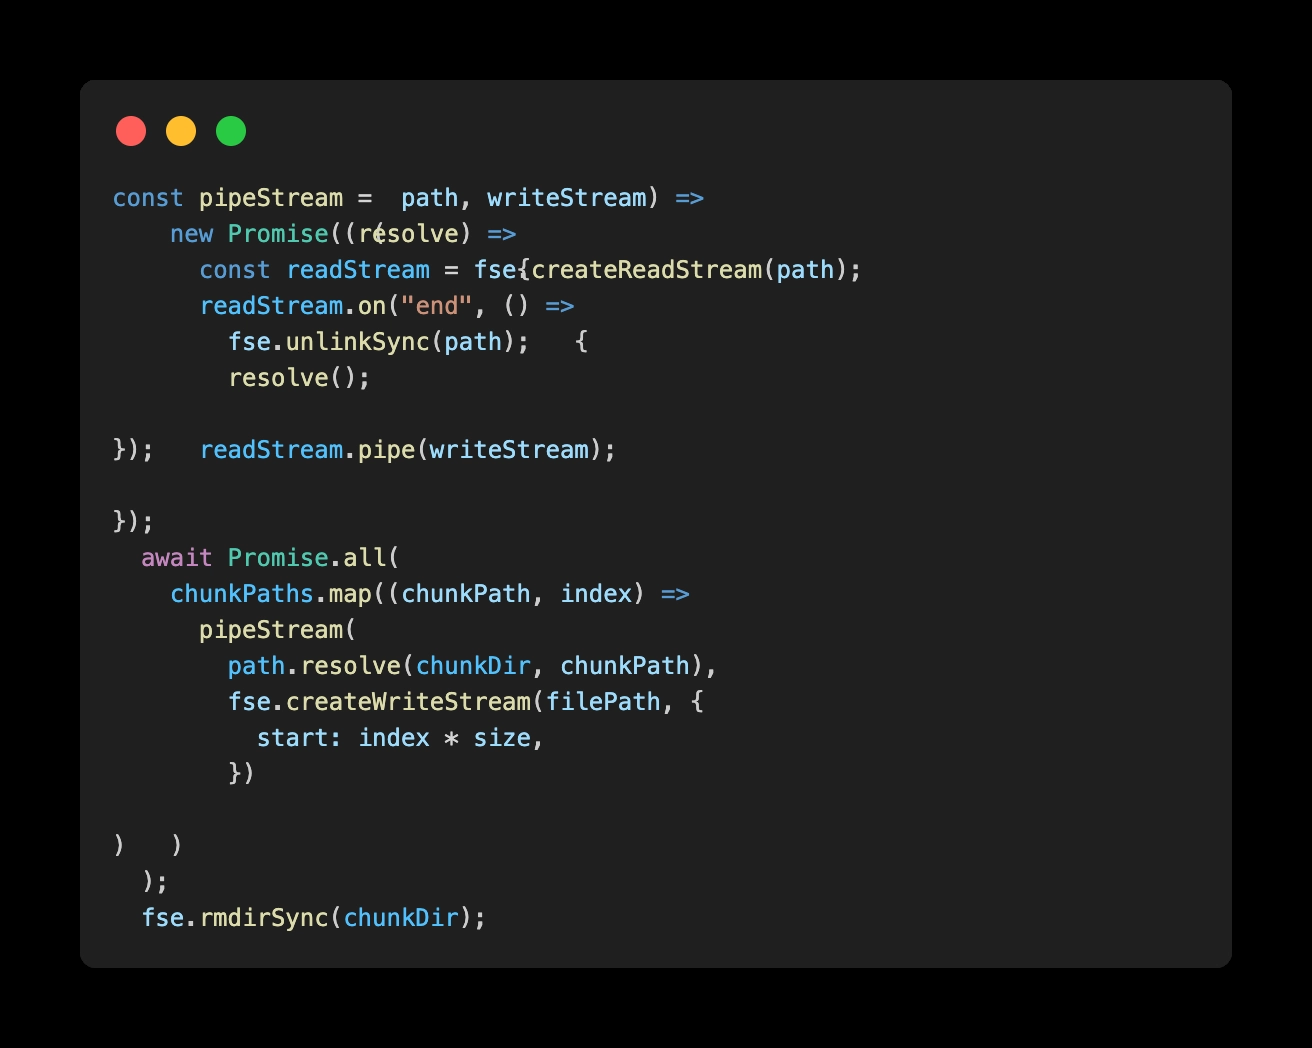 const pipeStream =  path, writeStream) =>
    new Promise((resolve) =>
      const readStream = fse{createReadStream(path);
      readStream.on("end", () =>
        fse.unlinkSync(path);   {
        resolve();
});   readStream.pipe(writeStream);
});
  await Promise.all(
    chunkPaths.map((chunkPath, index) =>
      pipeStream(
        path.resolve(chunkDir, chunkPath),
        fse.createWriteStream(filePath, {
          start: index * size,
        })
)   )
  );
  fse.rmdirSync(chunkDir);